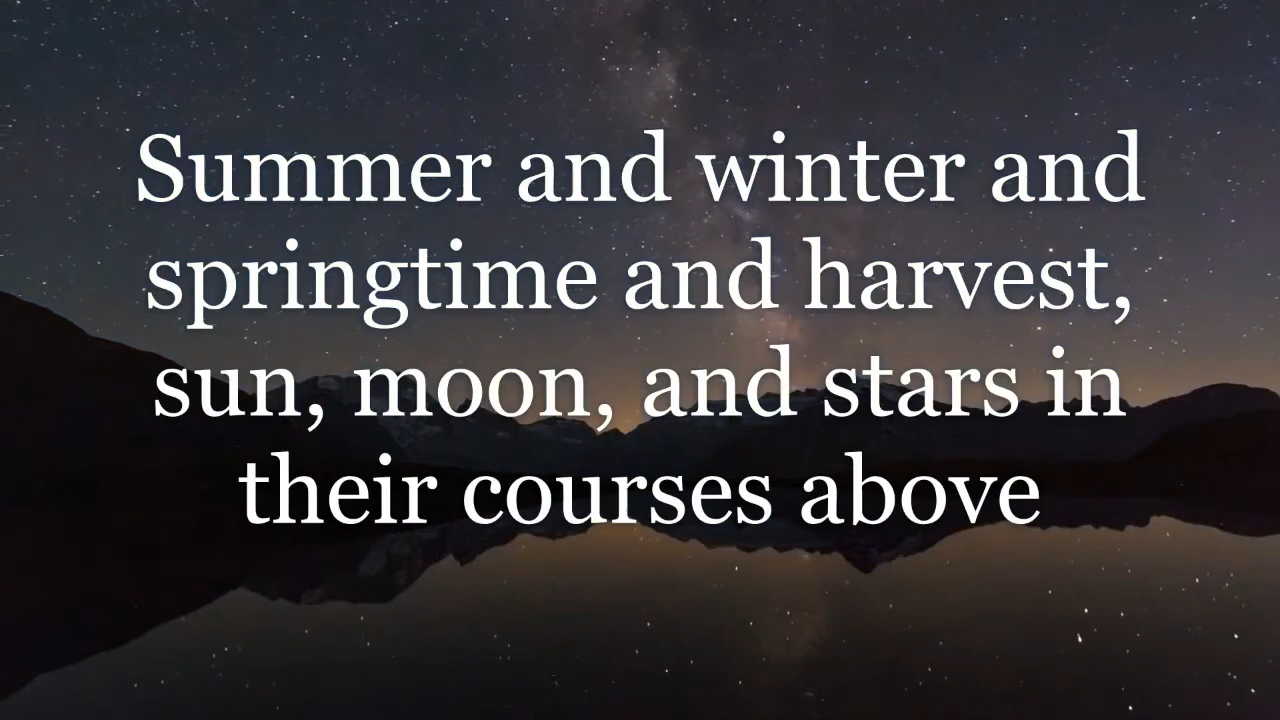 Summer and winter and
springtime and harvest,
sun, moon, and stars in
their courses above